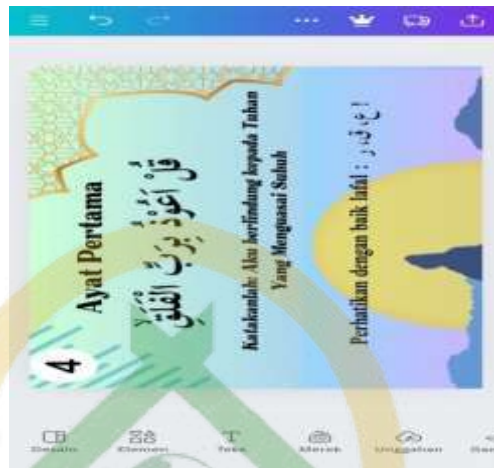 4
Ayat Pertama
قُلْ اَعُوْذُ بِرَبِّ الْفَلَقِۙ
Katakanlah: Aku berlindung kepada Tuhan
Yang Menguasai Subuh
Perhatikan dengan baik lafal : ع، ق، ر !
Desain
Elemen
Teks
Merek
Unggahan